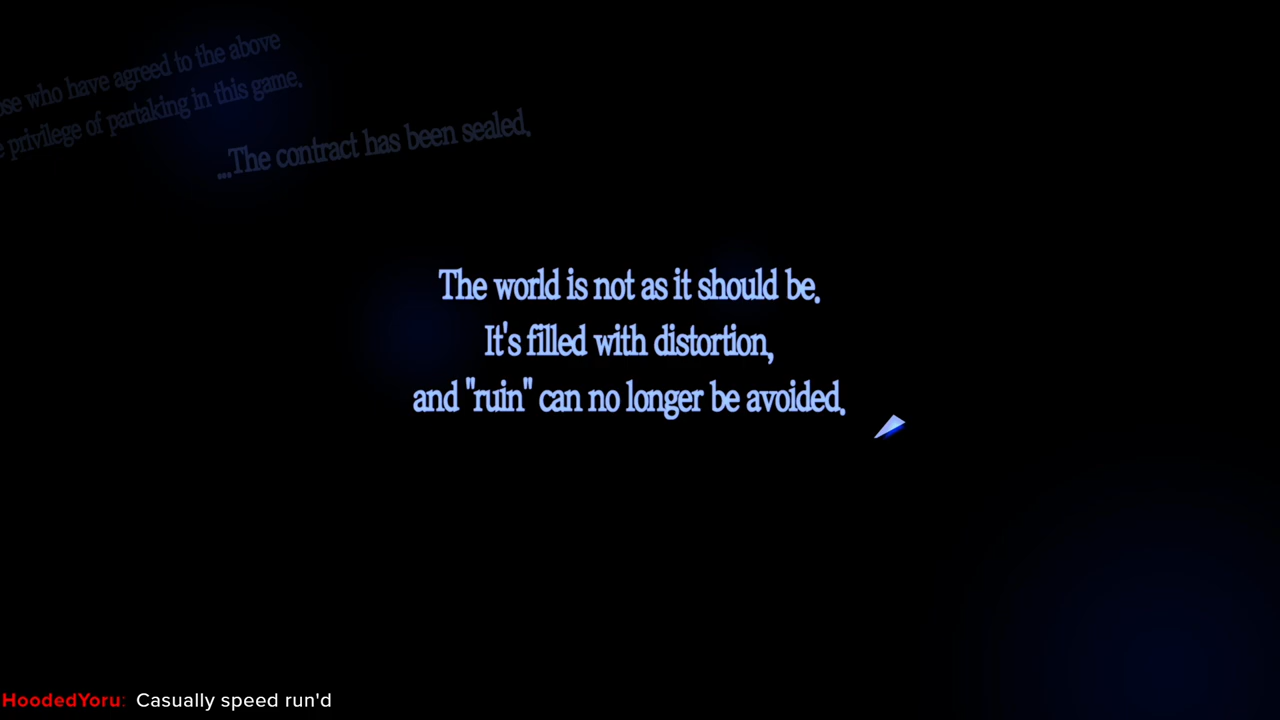 ose who have agreed to the above
privilege of partaking in this game.
...The contract has been sealed.
The world is not as it should be.
It's filled with distortion,
and "ruin" can no longer be avoided.
HoodedYoru: Casually speed run'd